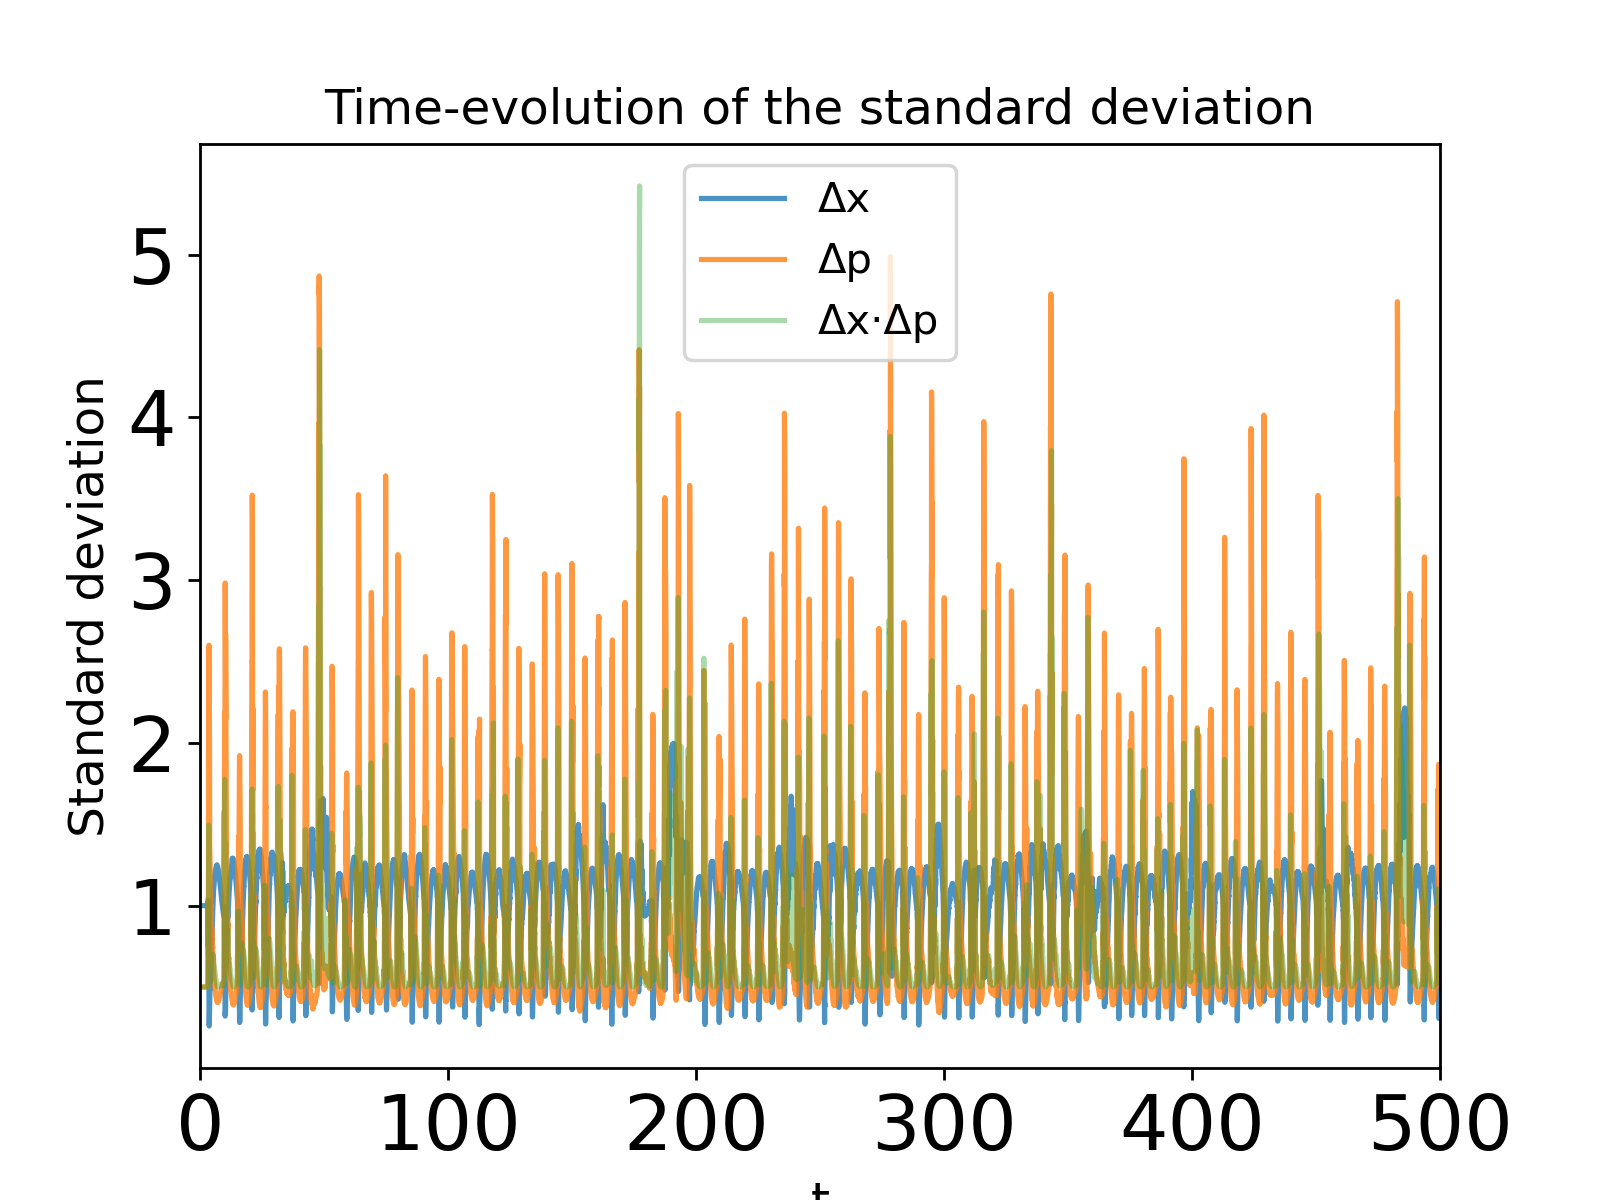 Time-evolution of the standard deviation
Δx
Δp
Δx·Δp
Standard deviation
5
4
3
2
1
0 100 200 300 400 500
t